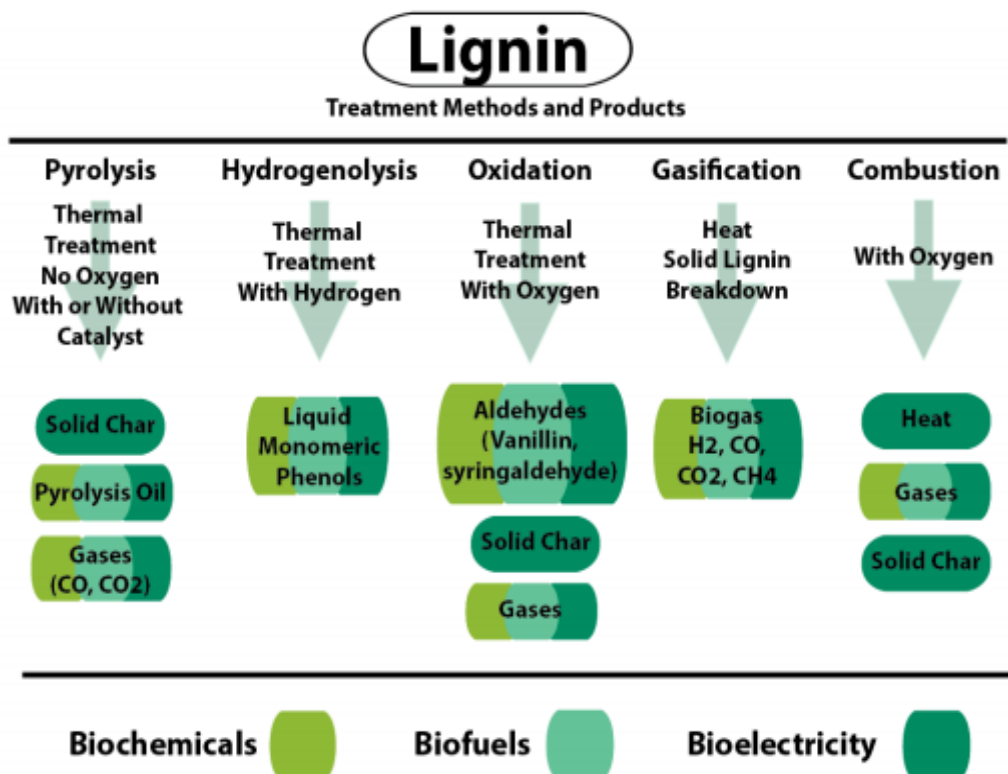 Lignin
Treatment Methods and Products
Pyrolysis
Thermal
Treatment
No Oxygen
With or Without
Catalyst
Solid Char
Pyrolysis Oil
Gases
(CO, CO2)
Hydrogenolysis
Thermal
Treatment
With Hydrogen
Liquid
Monomeric
Phenols
Oxidation
Thermal
Treatment
With Oxygen
Aldehydes
(Vanillin,
syringaldehyde)
Solid Char
Gases
Gasification
Heat
Solid Lignin
Breakdown
Biogas
H2, CO,
CO2, CH4
Combustion
With Oxygen
Heat
Gases
Solid Char
Biochemicals
Biofuels
Bioelectricity